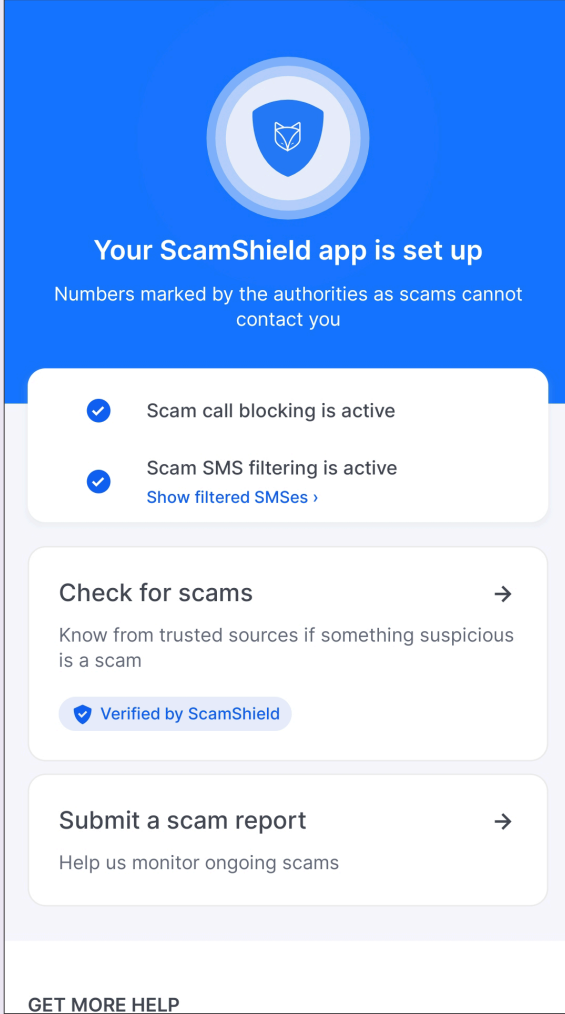 Your ScamShield app is set up
Numbers marked by the authorities as scams cannot
contact you
Scam call blocking is active
Scam SMS filtering is active
Show filtered SMSes ›
Check for scams
Know from trusted sources if something suspicious
is a scam
Verified by ScamShield
Submit a scam report
Help us monitor ongoing scams
GET MORE HELP